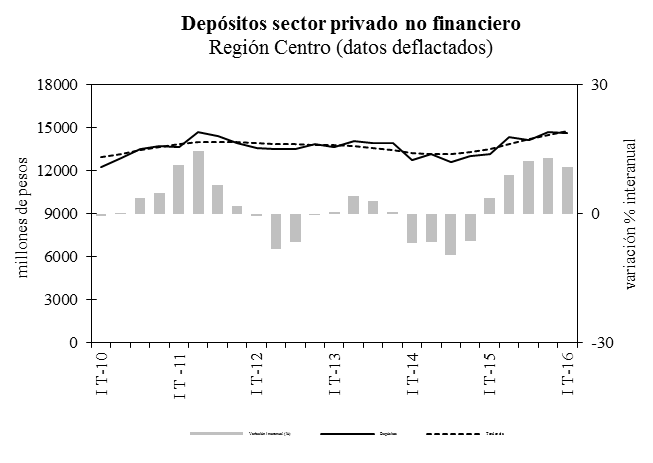 Depósitos sector privado no financiero
Región Centro (datos deflactados)
millones de pesos
18000
15000
12000
9000
6000
3000
0
30
0
-30
variación % interanual
I T-10
I T-11
I T-12
I T-13
I T-14
I T-15
I T-16
Depósitos